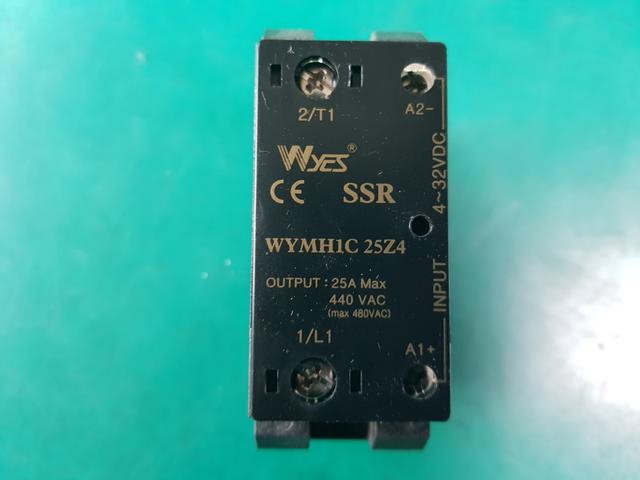 2/T1
A2-
WYES®
CE SSR
4~32VDC
WYMH1C 25Z4
INPUT
OUTPUT : 25A Max
440 VAC
(max 480VAC)
1/L1
A1+